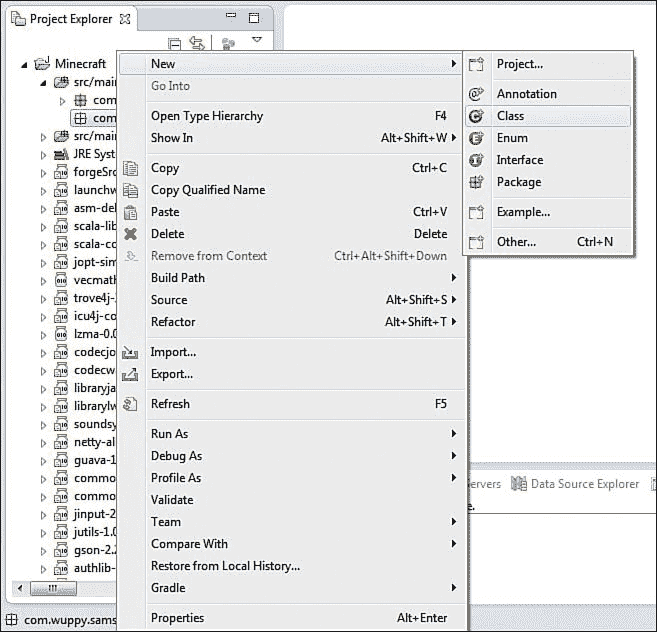 Project Explorer
Minecraft
src/mai
com
com
src/mai
JRE Syst
forgeSrc
launchw
asm-deb
scala-lib
scala-co
jopt-sim
vecmath
trove4j-
icu4j-co
lzma-0.0
codecjo
codecw
libraryja
librarylw
soundsy
netty-al
guava-1
commo
commo
jinput-2
jutils-1.0
gson-2.2
authlib-
New
Go Into
Open Type Hierarchy F4
Show In Alt+Shift+W
Copy Ctrl+C
Copy Qualified Name
Paste Ctrl+V
Delete Delete
Remove from Context Ctrl+Alt+Shift+Down
Build Path
Source Alt+Shift+S
Refactor Alt+Shift+T
Import...
Export...
Refresh F5
Run As
Debug As
Profile As
Validate
Team
Compare With
Restore from Local History...
Gradle
Properties Alt+Enter
Project...
Annotation
Class
Enum
Interface
Package
Example...
Other... Ctrl+N
ervers Data Source Explorer
e.
com.wuppy.sams